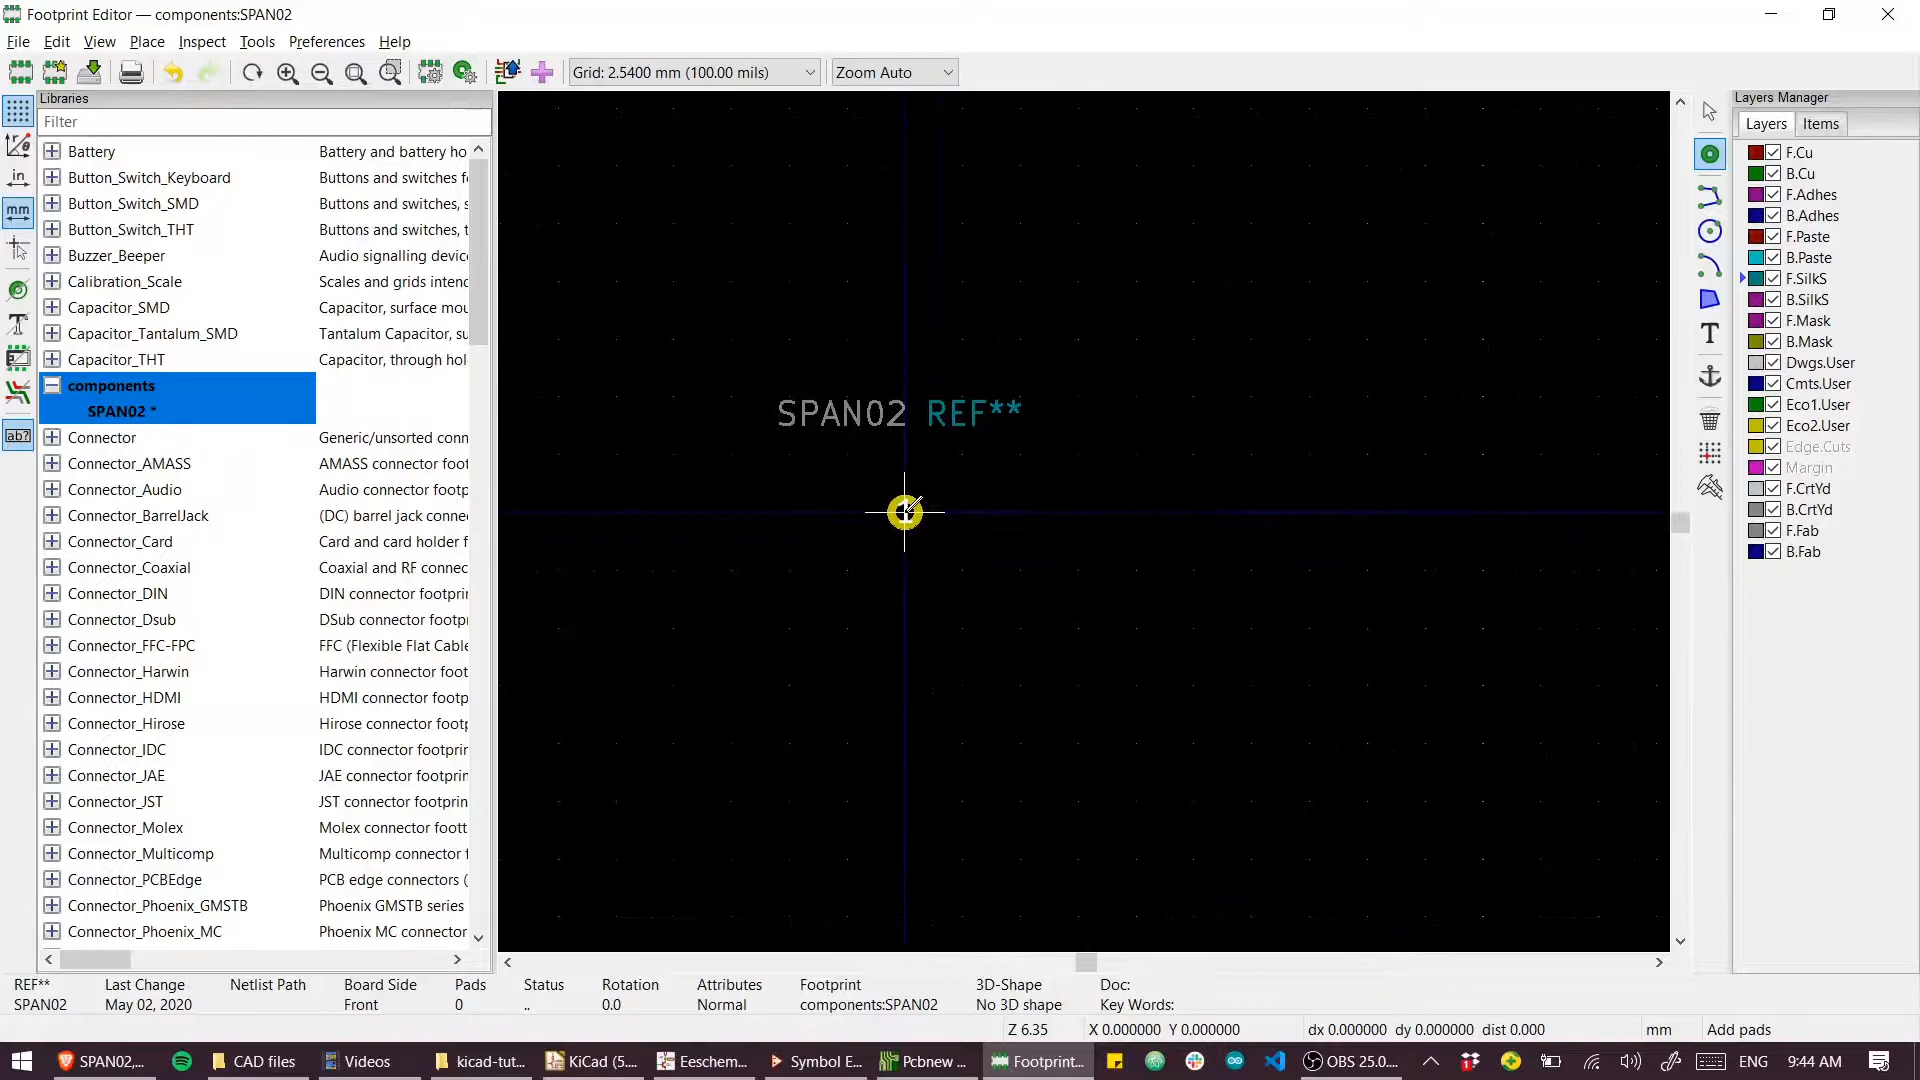 Footprint Editor — components:SPAN02
File Edit View Place Inspect Tools Preferences Help
Grid: 2.5400 mm (100.00 mils) Zoom Auto
Libraries
Filter
Battery Battery and battery ho
Button_Switch_Keyboard Buttons and switches f
Button_Switch_SMD Buttons and switches, s
Button_Switch_THT Buttons and switches, t
Buzzer_Beeper Audio signalling device
Calibration_Scale Scales and grids intend
Capacitor_SMD Capacitor, surface mou
Capacitor_Tantalum_SMD Tantalum Capacitor, su
Capacitor_THT Capacitor, through hol
components
SPAN02 *
Connector Generic/unsorted conn
Connector_AMASS AMASS connector foot
Connector_Audio Audio connector footp
Connector_BarrelJack (DC) barrel jack conne
Connector_Card Card and card holder f
Connector_Coaxial Coaxial and RF connec
Connector_DIN DIN connector footpri
Connector_Dsub DSub connector footp
Connector_FFC-FPC FFC (Flexible Flat Cable
Connector_Harwin Harwin connector foot
Connector_HDMI HDMI connector footp
Connector_Hirose Hirose connector foot
Connector_IDC IDC connector footprin
Connector_JAE JAE connector footprin
Connector_JST JST connector footprin
Connector_Molex Molex connector foott
Connector_Multicomp Multicomp connector f
Connector_PCBEdge PCB edge connectors (
Connector_Phoenix_GMSTB Phoenix GMSTB series
Connector_Phoenix_MC Phoenix MC connector
in
mm
ab?
SPAN02 REF**
1
T
Layers Manager
Layers Items
F.Cu
B.Cu
F.Adhes
B.Adhes
F.Paste
B.Paste
F.SilkS
B.SilkS
F.Mask
B.Mask
Dwgs.User
Cmts.User
Eco1.User
Eco2.User
Edge.Cuts
Margin
F.CrtYd
B.CrtYd
F.Fab
B.Fab
REF** Last Change Netlist Path Board Side Pads Status Rotation Attributes Footprint 3D-Shape Doc:
SPAN02 May 02, 2020 Front 0 .. 0.0 Normal components:SPAN02 No 3D shape Key Words:
Z 6.35 X 0.000000 Y 0.000000 dx 0.000000 dy 0.000000 dist 0.000 mm Add pads
SPAN02,... CAD files Videos kicad-tut... KiCad (5.... Eeschem... Symbol E... Pcbnew ... Footprint... OBS 25.0.... ENG 9:44 AM